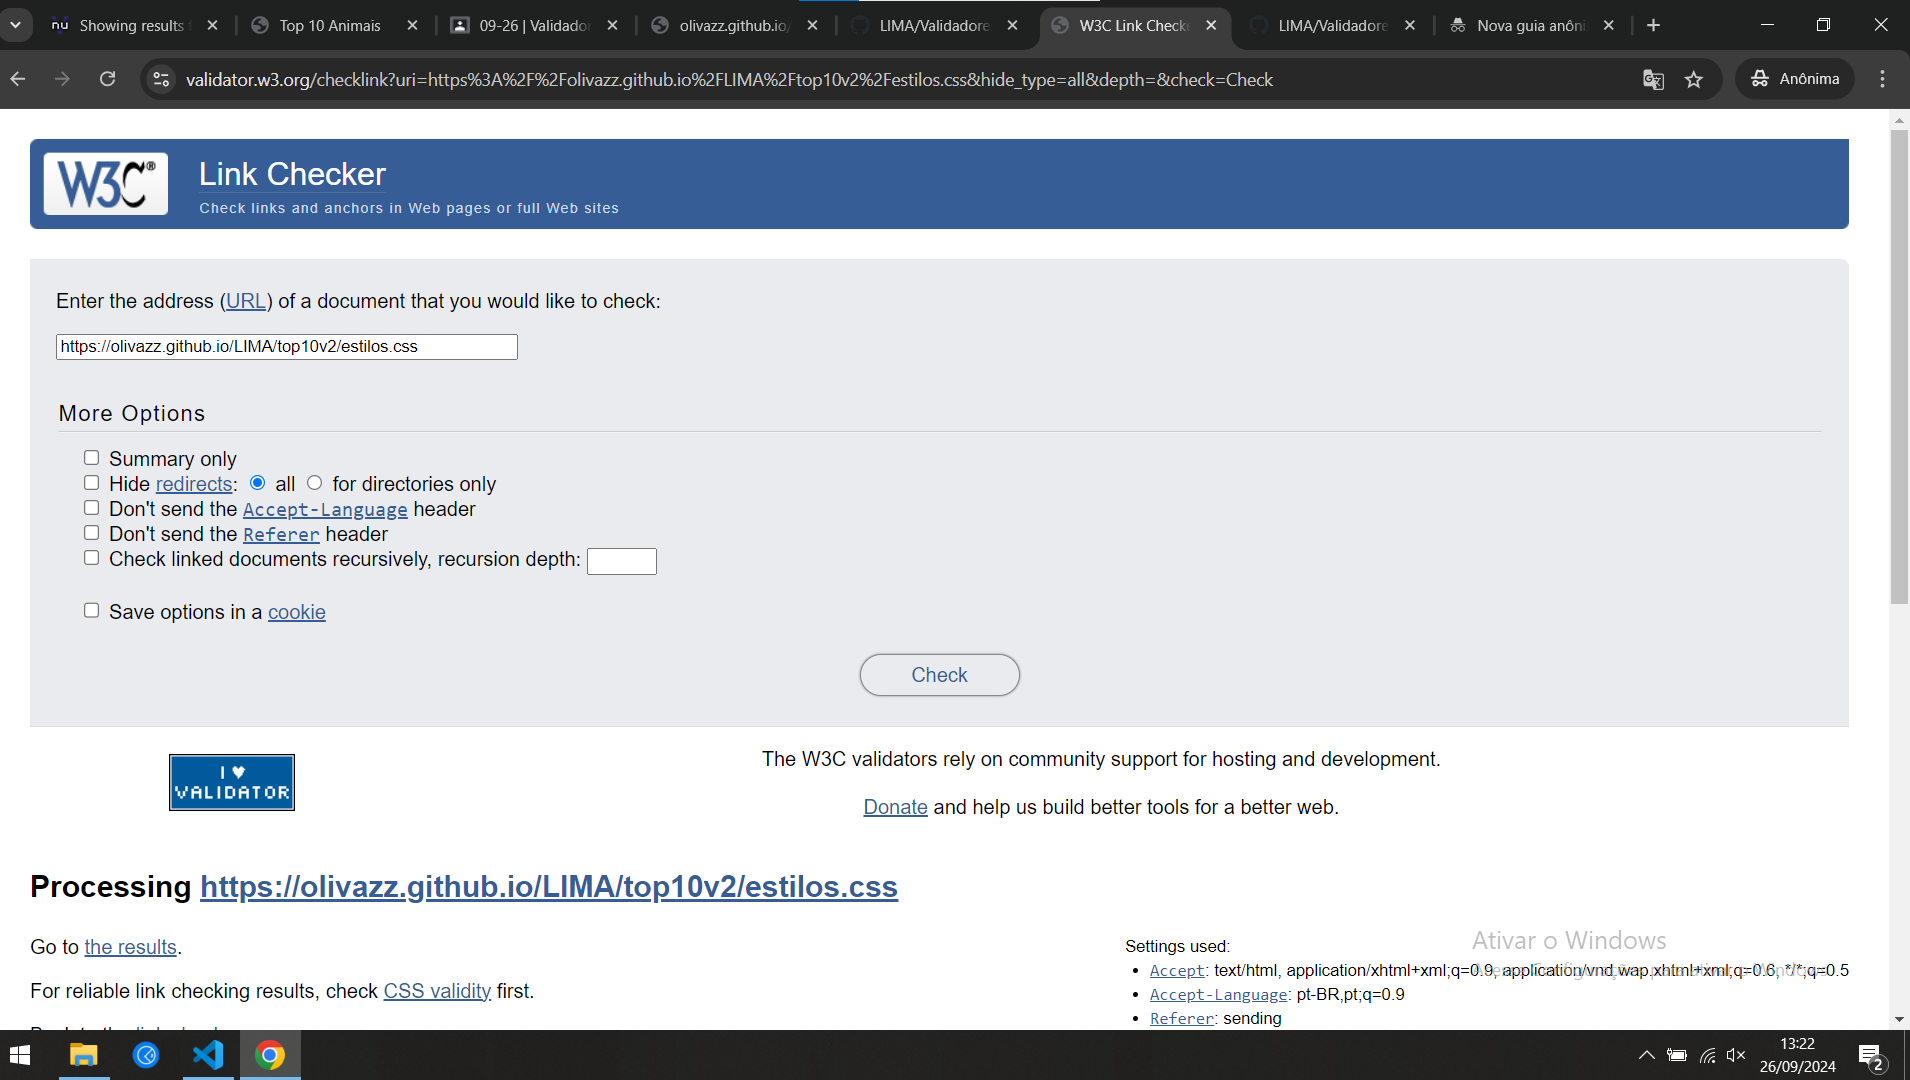 Showing results
Top 10 Animais
09-26 | Validador
olivazz.github.io/
LIMA/Validadore
W3C Link Checke
LIMA/Validadore
Nova guia anôni
validator.w3.org/checklink?uri=https%3A%2F%2Folivazz.github.io%2FLIMA%2Ftop10v2%2Festilos.css&hide_type=all&depth=&check=Check
Anônima
W3C®
Link Checker
Check links and anchors in Web pages or full Web sites
Enter the address (URL) of a document that you would like to check:
https://olivazz.github.io/LIMA/top10v2/estilos.css
More Options
Summary only
Hide redirects: all for directories only
Don't send the Accept-Language header
Don't send the Referer header
Check linked documents recursively, recursion depth:
Save options in a cookie
Check
I ♥
VALIDATOR
The W3C validators rely on community support for hosting and development.
Donate and help us build better tools for a better web.
Processing https://olivazz.github.io/LIMA/top10v2/estilos.css
Go to the results.
For reliable link checking results, check CSS validity first.
Settings used:
Accept: text/html, application/xhtml+xml;q=0.9, application/vnd.wap.xhtml+xml;q=0.6, */*;q=0.5
Accept-Language: pt-BR,pt;q=0.9
Referer: sending
Ativar o Windows
13:22
26/09/2024
2